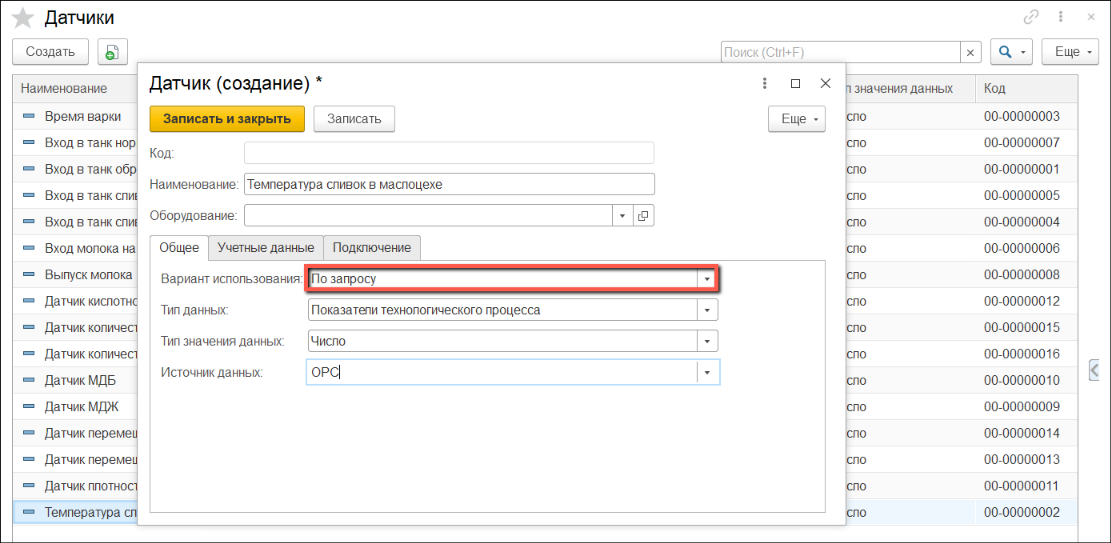 Датчики
Создать
Поиск (Ctrl+F)
Еще
Наименование
значения данных
Код
Время варки
сло 00-00000003
Вход в танк нор
сло 00-00000007
Вход в танк обр
сло 00-00000001
Вход в танк сли
сло 00-00000005
Вход в танк сли
сло 00-00000004
Вход молока на
сло 00-00000006
Выпуск молока
сло 00-00000008
Датчик кислотно
сло 00-00000012
Датчик количест
сло 00-00000015
Датчик количест
сло 00-00000016
Датчик МДБ
сло 00-00000010
Датчик МДЖ
сло 00-00000009
Датчик перемеш
сло 00-00000014
Датчик перемеш
сло 00-00000013
Датчик плотност
сло 00-00000011
Температура сл
сло 00-00000002
Датчик (создание) *
Записать и закрыть
Записать
Еще
Код:
Наименование: Температура сливок в маслоцехе
Оборудование:
Общее
Учетные данные
Подключение
Вариант использования: По запросу
Тип данных: Показатели технологического процесса
Тип значения данных: Число
Источник данных: OPC